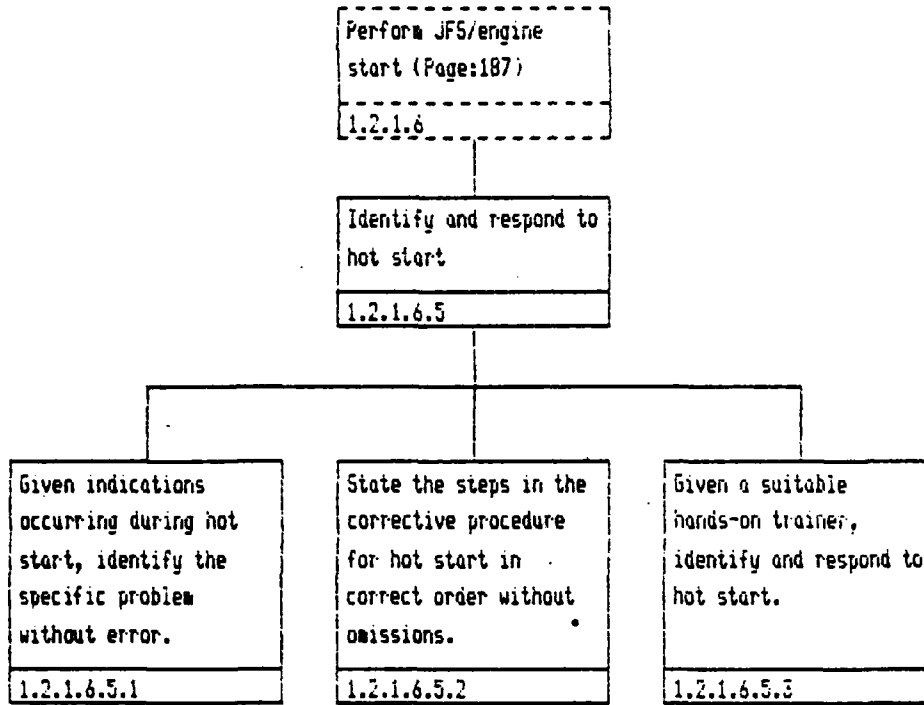 Perform JFS/engine
start (Page:187)
1.2.1.6
Identify and respond to
hot start
1.2.1.6.5
Given indications
occurring during hot
start, identify the
specific problem
without error.
1.2.1.6.5.1
State the steps in the
corrective procedure
for hot start in
correct order without
omissions.
1.2.1.6.5.2
Given a suitable
hands-on trainer,
identify and respond to
hot start.
1.2.1.6.5.3